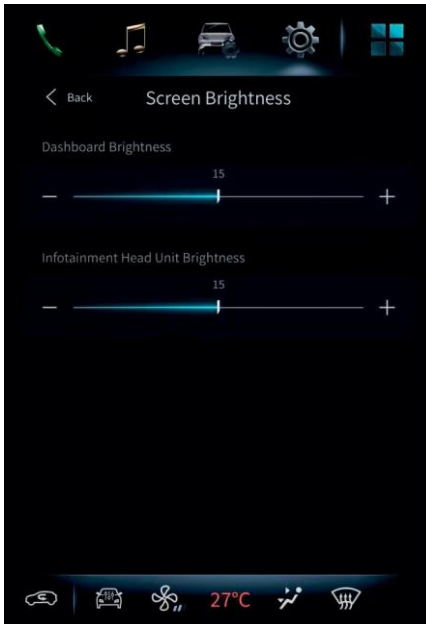 Back
Screen Brightness
Dashboard Brightness
15
Infotainment Head Unit Brightness
15
27°C